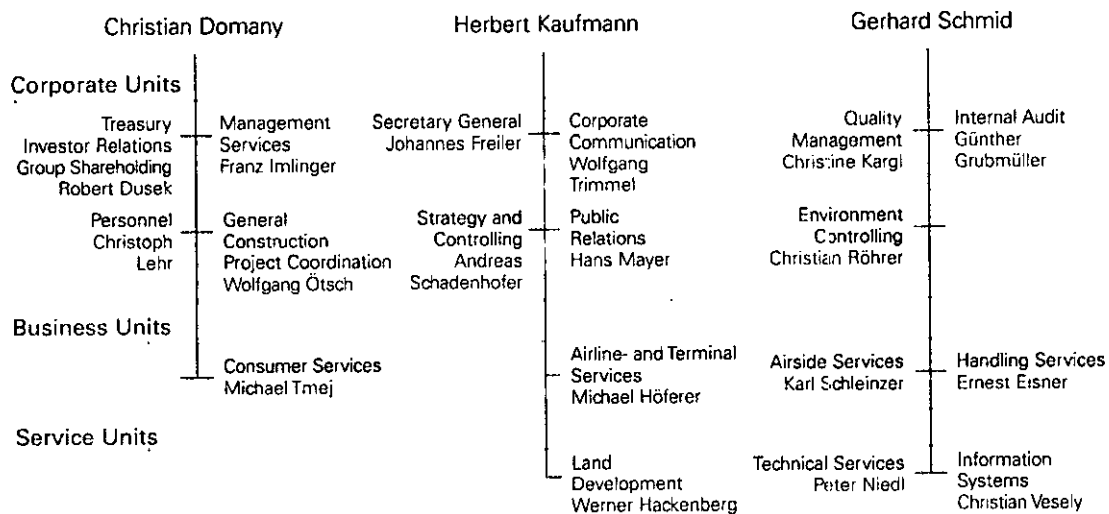 Christian Domany
Herbert Kaufmann
Gerhard Schmid
Corporate Units
Treasury
Investor Relations
Group Shareholding
Robert Dusek
Management
Services
Franz Imlinger
Secretary General
Johannes Freiler
Corporate
Communication
Wolfgang
Trimmel
Quality
Management
Christine Kargl
Internal Audit
Günther
Grubmüller
Personnel
Christoph
Lehr
General
Construction
Project Coordination
Wolfgang Ötsch
Strategy and
Controlling
Andreas
Schadenhofer
Public
Relations
Hans Mayer
Environment
Controlling
Christian Röhrer
Business Units
Consumer Services
Michael Tmej
Airline- and Terminal
Services
Michael Höferer
Airside Services
Karl Schleinzer
Handling Services
Ernest Eisner
Service Units
Land
Development
Werner Hackenberg
Technical Services
Peter Niedl
Information
Systems
Christian Vesely